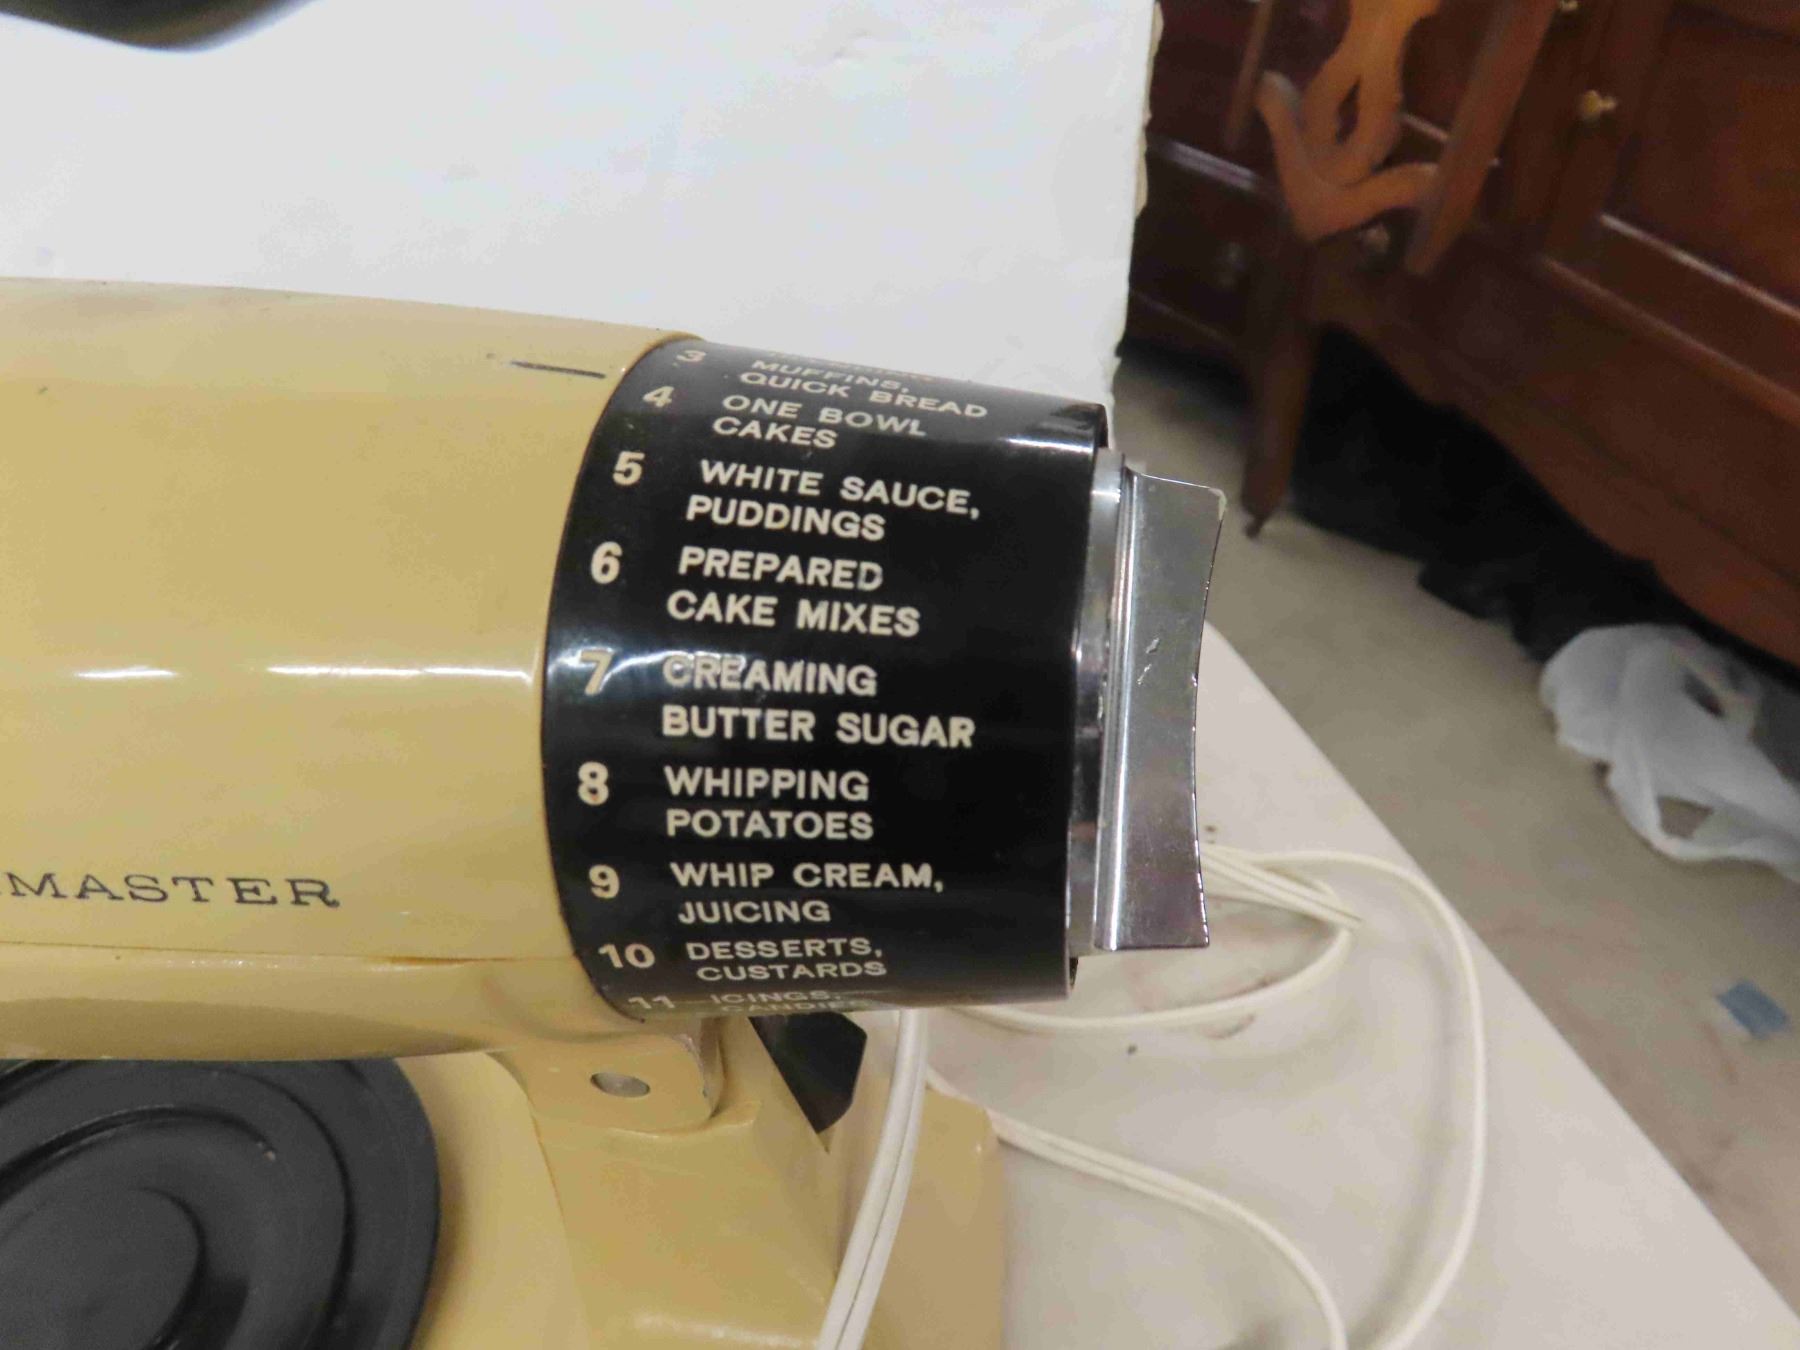 MASTER
3
MUFFINS,
QUICK BREAD
4 ONE BOWL
CAKES
5 WHITE SAUCE,
PUDDINGS
6 PREPARED
CAKE MIXES
7 CREAMING
BUTTER SUGAR
8 WHIPPING
POTATOES
9 WHIP CREAM,
JUICING
10 DESSERTS,
CUSTARDS
11 ICINGS,
CANDIES